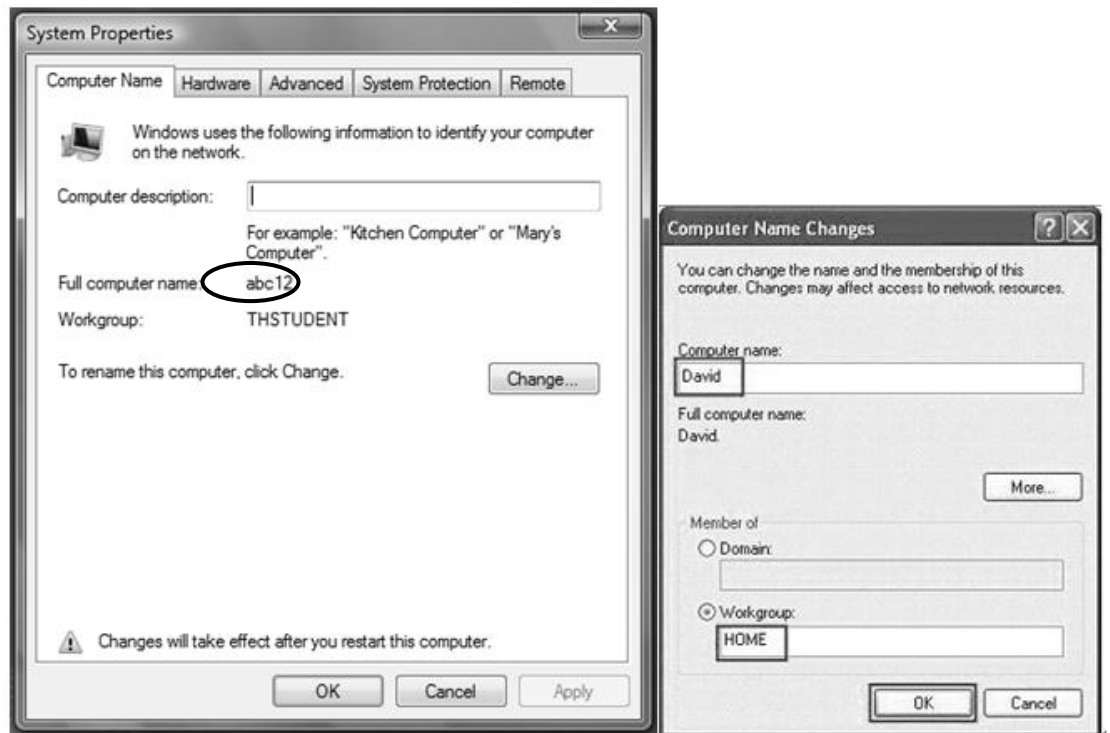 System Properties
X
Computer Name Hardware Advanced System Protection Remote
Windows uses the following information to identify your computer
on the network.
Computer description:
For example: "Kitchen Computer" or "Mary's
Computer".
Full computer name: abc12
Workgroup: THSTUDENT
To rename this computer, click Change.
Change...
Changes will take effect after you restart this computer.
OK Cancel Apply
Computer Name Changes
? X
You can change the name and the membership of this
computer. Changes may affect access to network resources.
Computer name:
David
Full computer name:
David.
More...
Member of
Domain:
Workgroup:
HOME
OK Cancel